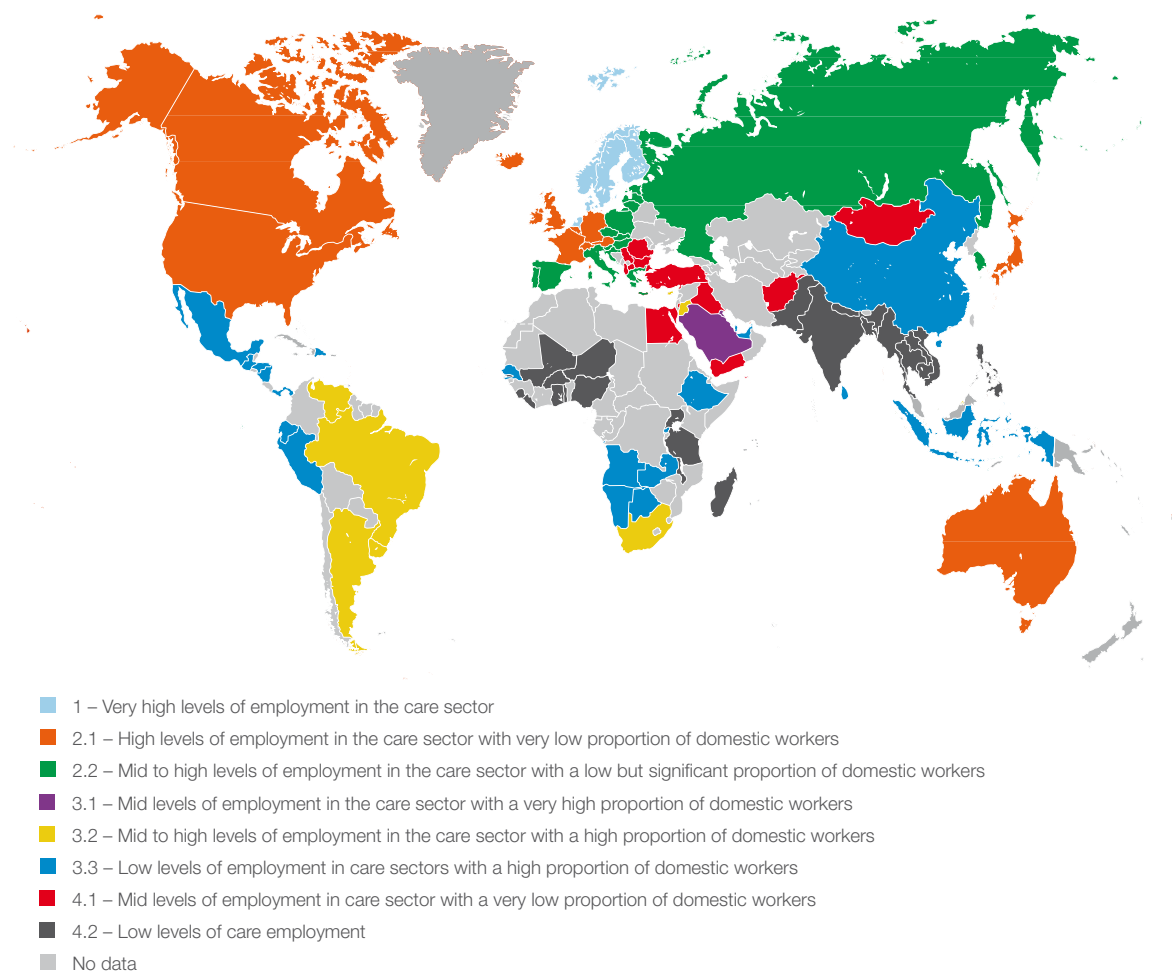 1 – Very high levels of employment in the care sector
2.1 – High levels of employment in the care sector with very low proportion of domestic workers
2.2 – Mid to high levels of employment in the care sector with a low but significant proportion of domestic workers
3.1 – Mid levels of employment in the care sector with a very high proportion of domestic workers
3.2 – Mid to high levels of employment in the care sector with a high proportion of domestic workers
3.3 – Low levels of employment in care sectors with a high proportion of domestic workers
4.1 – Mid levels of employment in care sector with a very low proportion of domestic workers
4.2 – Low levels of care employment
No data